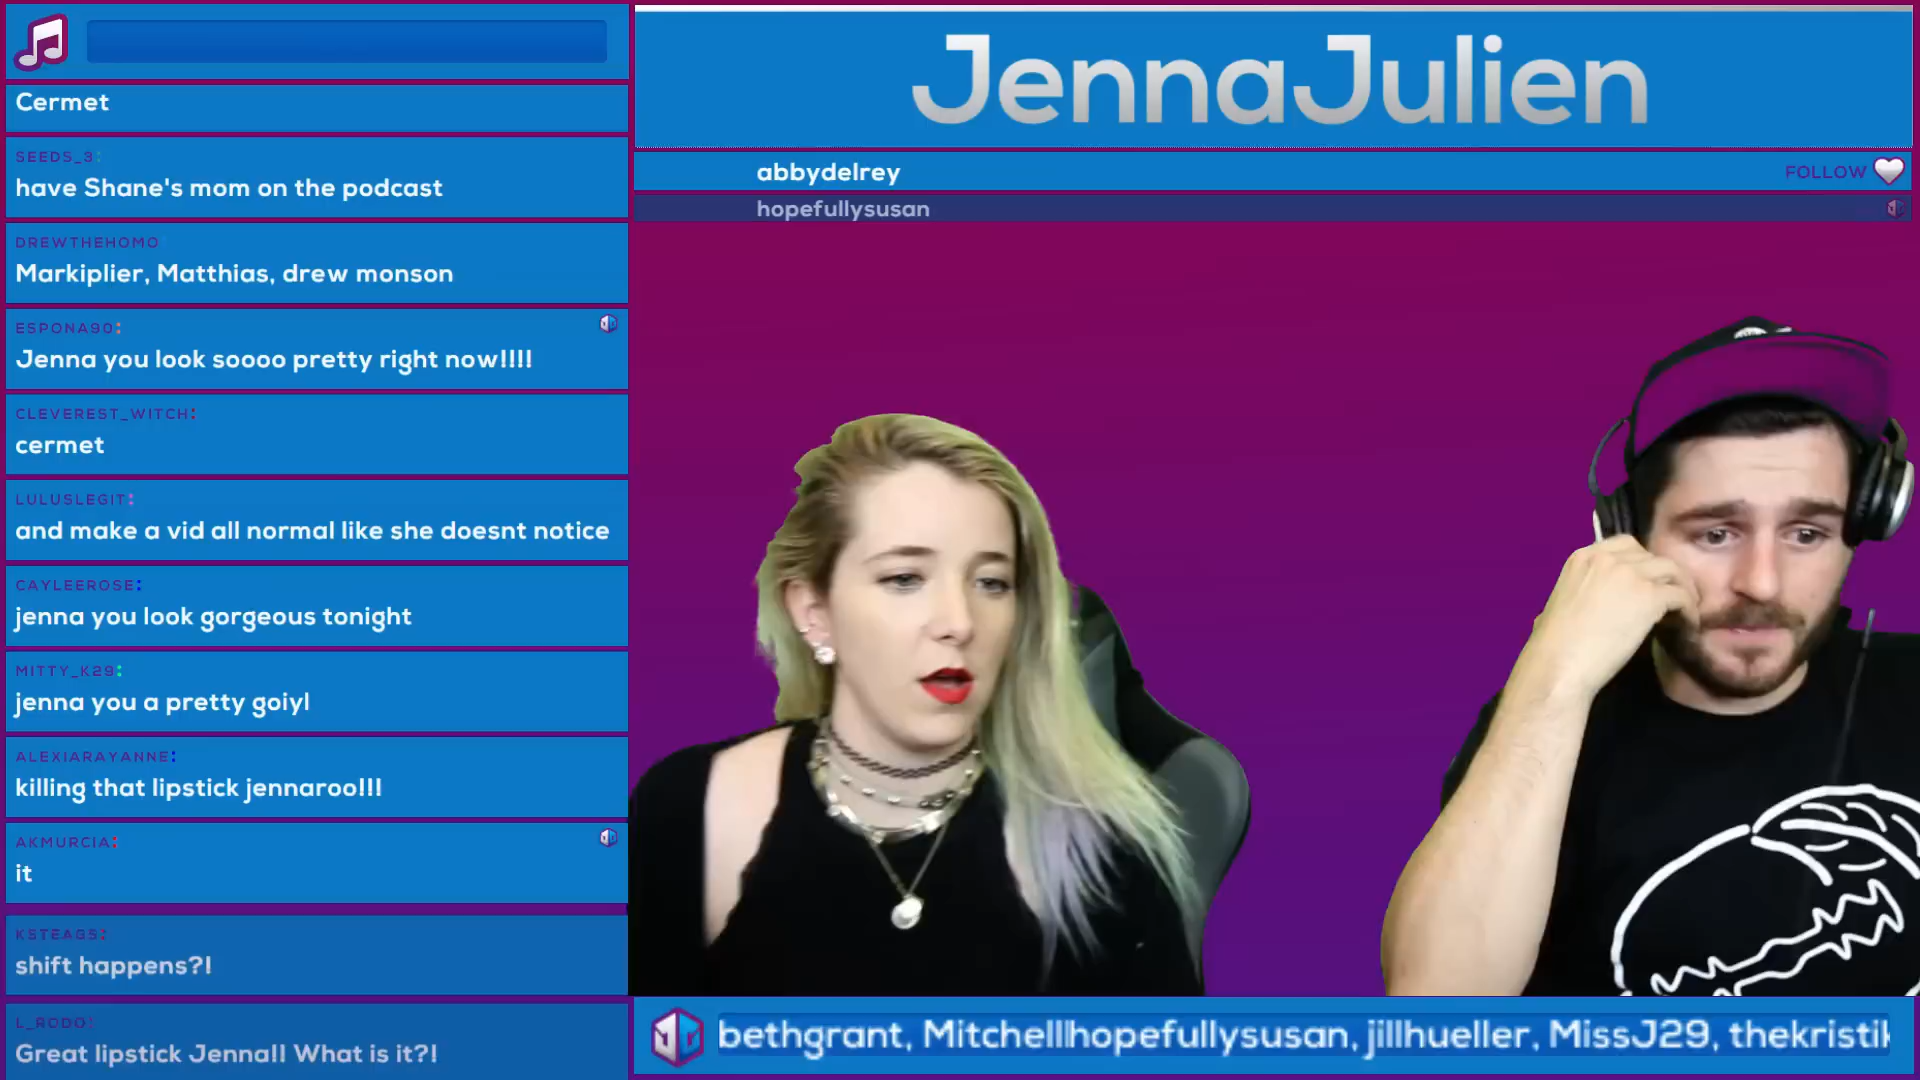 Cermet
SEEDS_3:
have Shane's mom on the podcast
DREWTHEHOMO
Markiplier, Matthias, drew monson
ESPONA90:
Jenna you look soooo pretty right now!!!!
CLEVEREST_WITCH:
cermet
LULUSLEGIT:
and make a vid all normal like she doesnt notice
CAYLEEROSE:
jenna you look gorgeous tonight
MITTY_K29:
jenna you a pretty goiyl
ALEXIARAYANNE:
killing that lipstick jennaroo!!!
AKMURCIA:
it
KSTEAGS:
shift happens?!
L_RODO:
Great lipstick Jenna!! What is it?!
JennaJulien
abbydelrey
FOLLOW
hopefullysusan
bethgrant, Mitchelllhopefullysusan, jillhueller, MissJ29, thekristik